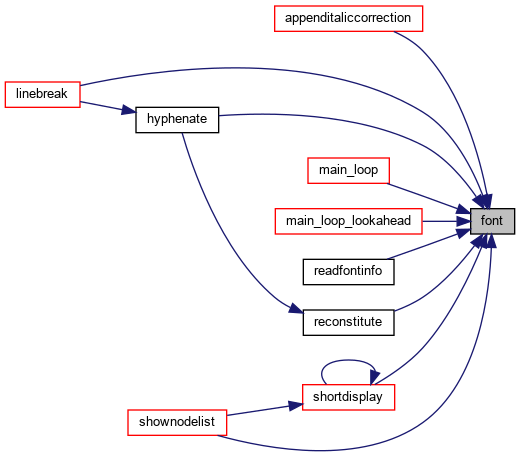 appenditaliccorrection
linebreak
hyphenate
main_loop
main_loop_lookahead
font
readfontinfo
reconstitute
shortdisplay
shownodelist